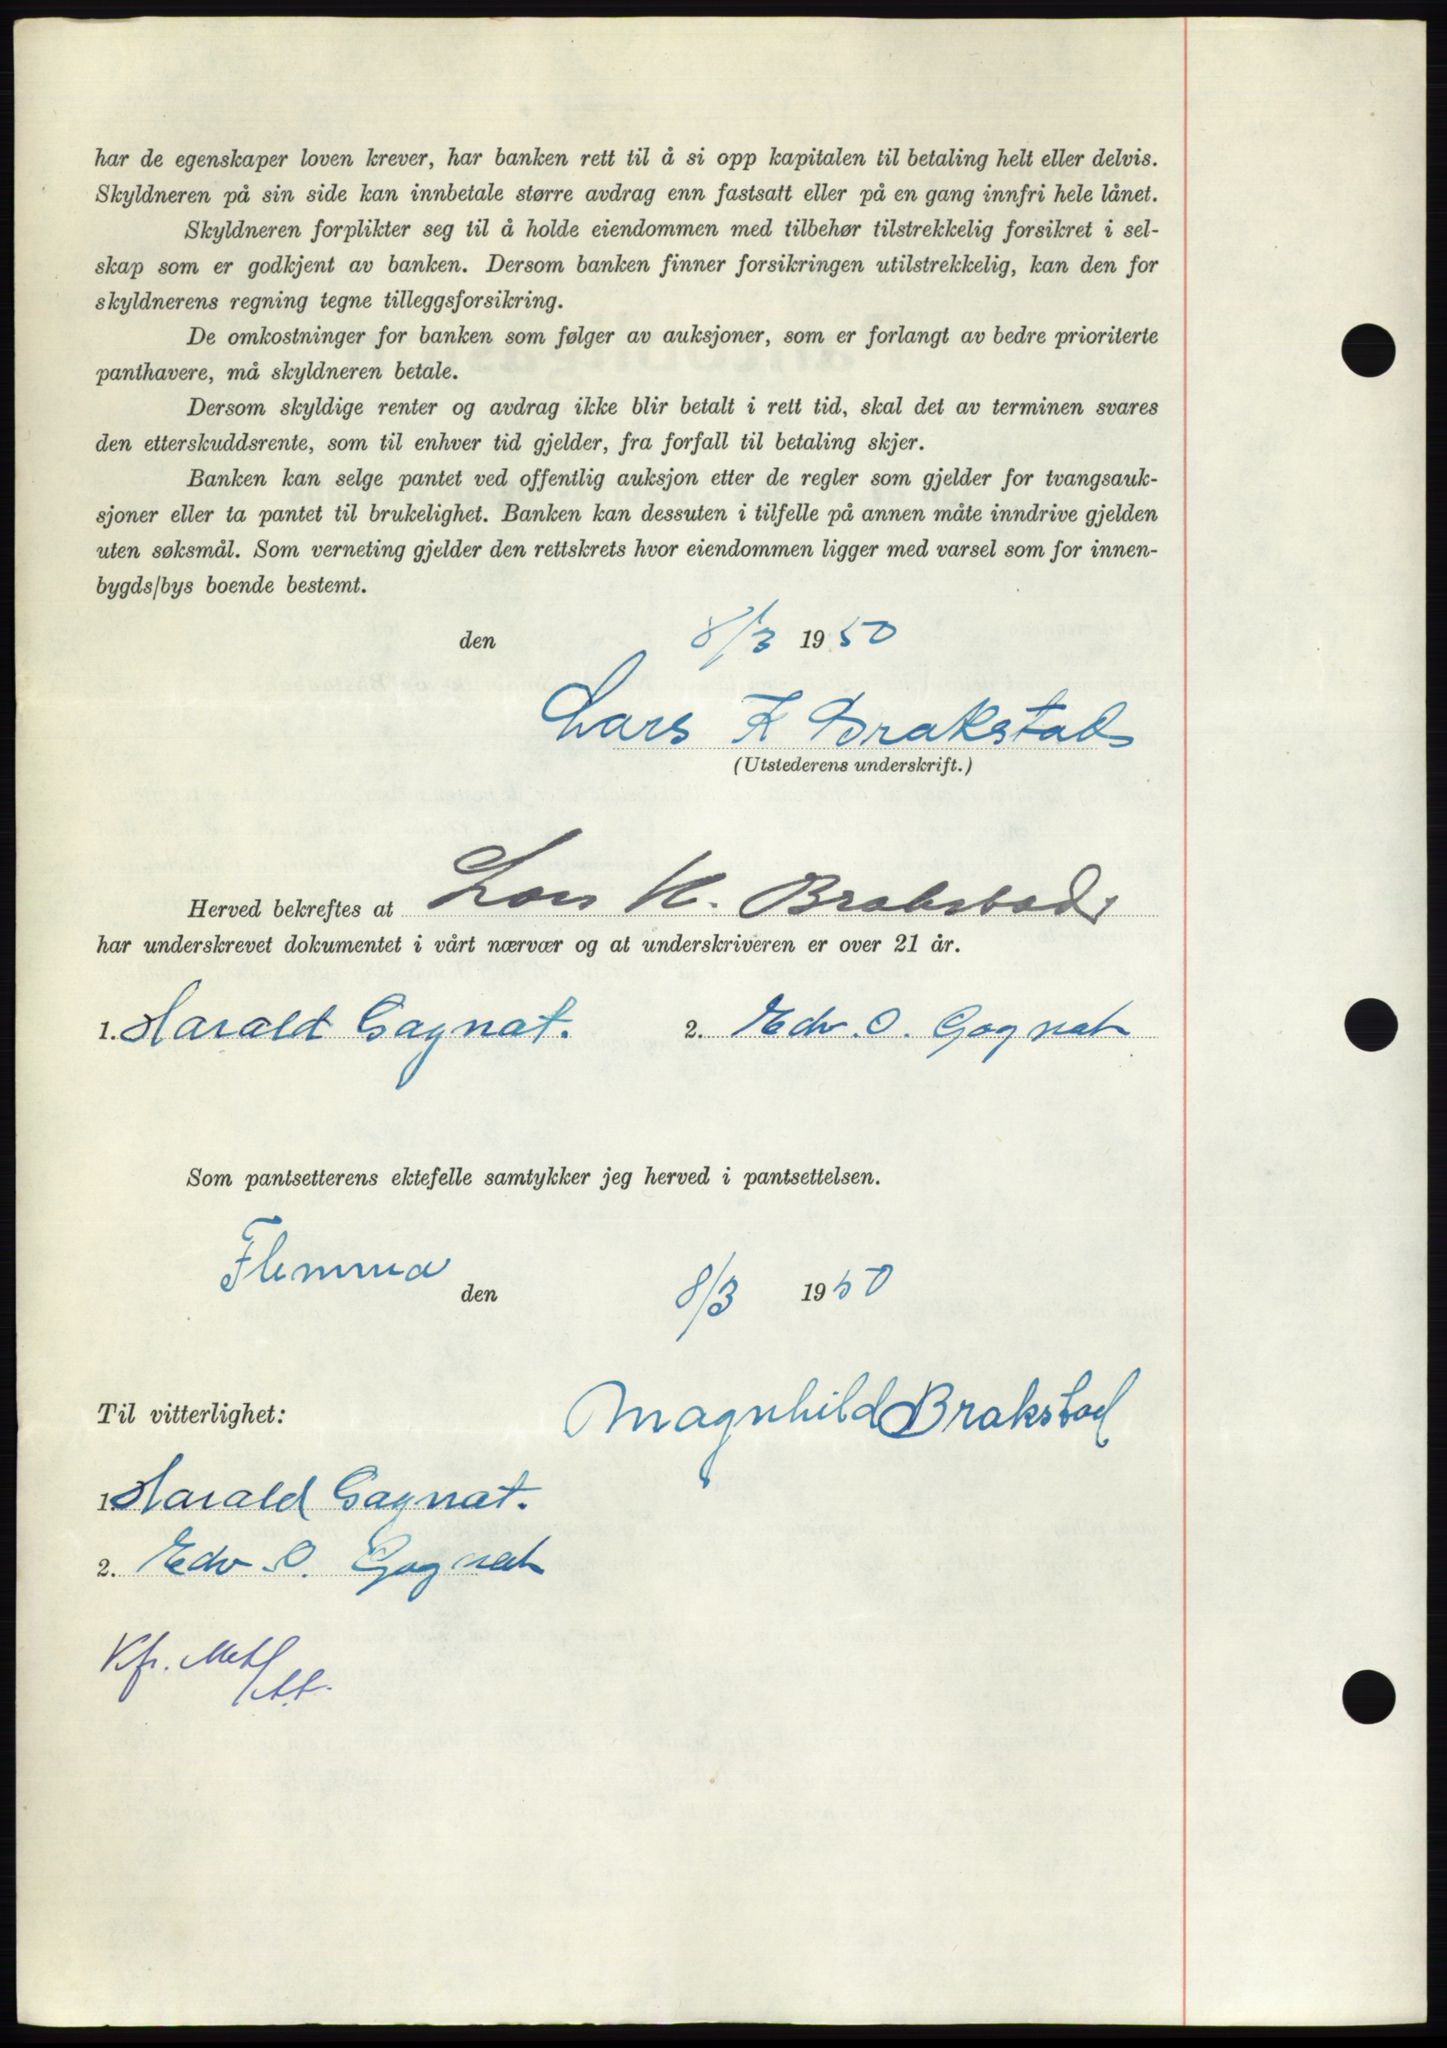 har de egenskaper loven krever, har banken rett til å si opp kapitalen til betaling helt eller delvis.
Skyldneren på sin side kan innbetale større avdrag enn fastsatt eller på en gang innfri hele lånet.
Skyldneren forplikter seg til å holde eiendommen med tilbehør tilstrekkelig forsikret i sel-
skap som er godkjent av banken. Dersom banken finner forsikringen utilstrekkelig, kan den for
skyldnerens regning tegne tilleggsforsikring.
De omkostninger for banken som følger av auksjoner, som er forlangt av bedre prioriterte
panthavere, må skyldneren betale.
Dersom skyldige renter og avdrag ikke blir betalt i rett tid, skal det av terminen svares
den etterskuddsrente, som til enhver tid gjelder, fra forfall til betaling skjer.
Banken kan selge pantet ved offentlig auksjon etter de regler som gjelder for tvangsauk-
sjoner eller ta pantet til brukelighet. Banken kan dessuten i tilfelle på annen måte inndrive gjelden
uten søksmål. Som verneting gjelder den rettskrets hvor eiendommen ligger med varsel som for innen-
bygds/bys boende bestemt.
den 8/3 1950
Lars K Brakstad
(Utstederens underskrift.)
Herved bekreftes at Lars K. Brakstad
har underskrevet dokumentet i vårt nærvær og at underskriveren er over 21 år.
1. Harald Gagnat. 2. Edv. O. Gagnat
Som pantsetterens ektefelle samtykker jeg herved i pantsettelsen.
Flemma den 8/3 1950
Magnhild Brakstad
Til vitterlighet:
1. Harald Gagnat.
2. Edv. O. Gagnat
Kfr.